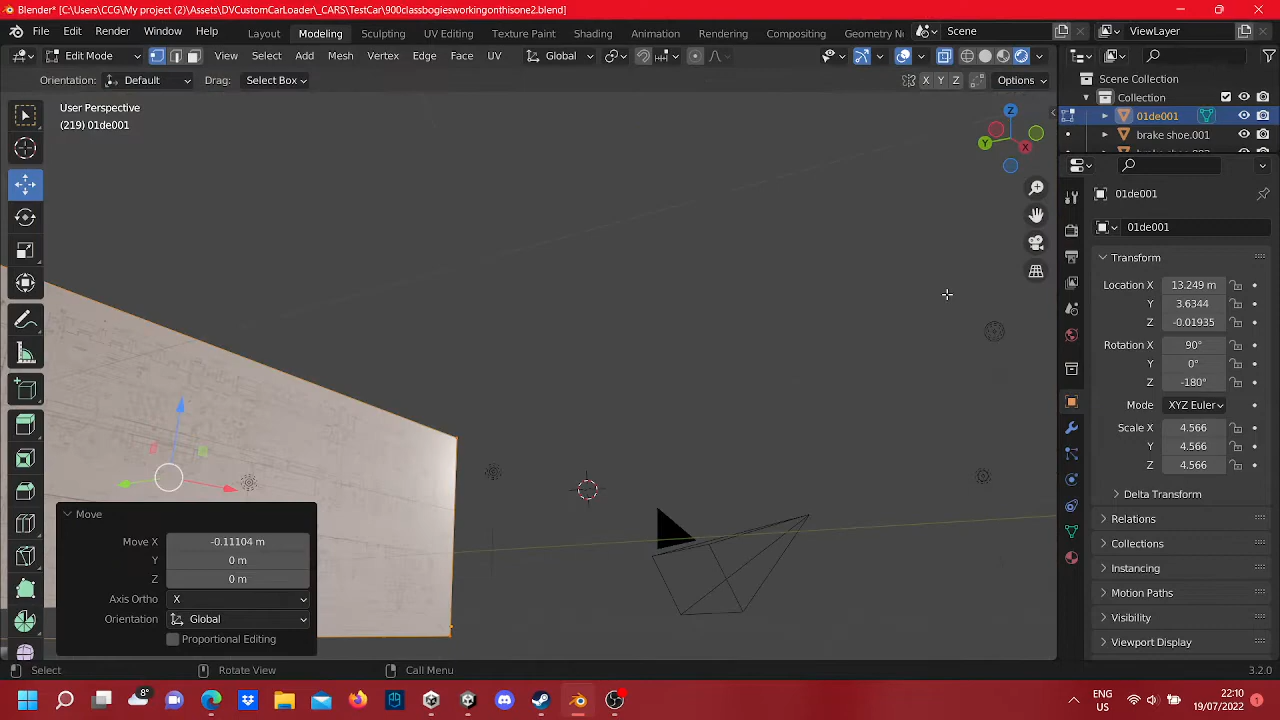 Blender* [C:\Users\CCG\My project (2)\Assets\DVCustomCarLoader\_CARS\TestCar\900classbogiesworkingonthisone2.blend]
File Edit Render Window Help Layout Modeling Sculpting UV Editing Texture Paint Shading Animation Rendering Compositing Geometry N Scene ViewLayer
Edit Mode View Select Add Mesh Vertex Edge Face UV Global
Orientation: Default Drag: Select Box X Y Z Options
Scene Collection
Collection
01de001
brake shoe.001
User Perspective
(219) 01de001
Z
Y
X
01de001
01de001
Transform
Location X 13.249 m
Y 3.6344
Z -0.01935
Rotation X 90°
Y 0°
Z -180°
Mode XYZ Euler
Scale X 4.566
Y 4.566
Z 4.566
Delta Transform
Relations
Collections
Instancing
Motion Paths
Visibility
Viewport Display
Move
Move X -0.11104 m
Y 0 m
Z 0 m
Axis Ortho X
Orientation Global
Proportional Editing
Select Rotate View Call Menu 3.2.0
8°
ENG
US
22:10
19/07/2022
1